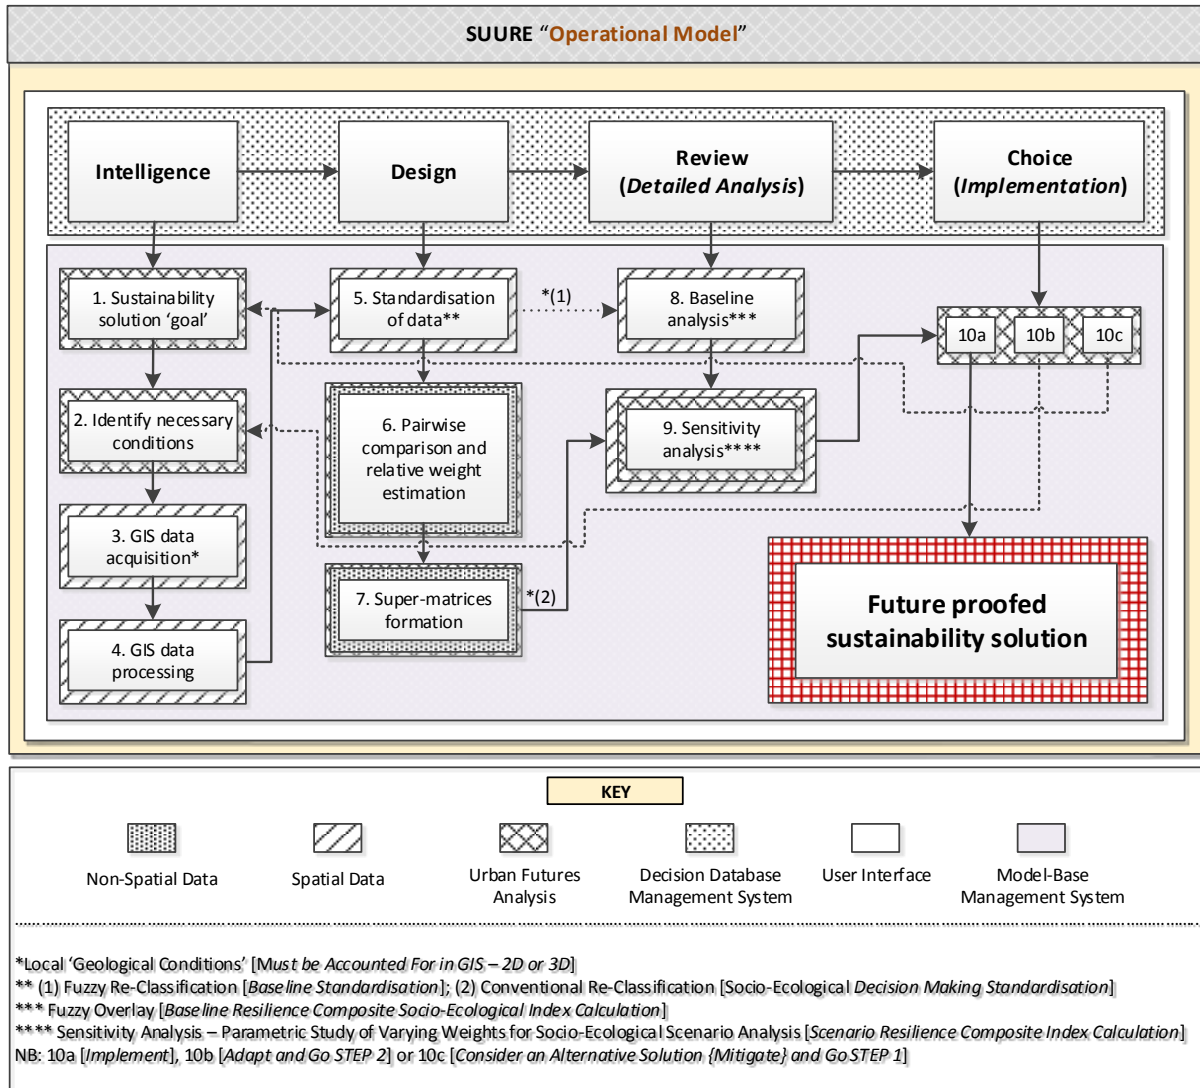 SUURE “Operational Model”
Intelligence
Design
Review
(Detailed Analysis)
Choice
(Implementation)
1. Sustainability
solution ‘goal’
2. Identify necessary
conditions
3. GIS data
acquisition*
4. GIS data
processing
5. Standardisation
of data**
*(1)
6. Pairwise
comparison and
relative weight
estimation
7. Super-matrices
formation
*(2)
8. Baseline
analysis***
9. Sensitivity
analysis****
10a
10b
10c
Future proofed
sustainability solution
KEY
Non-Spatial Data
Spatial Data
Urban Futures
Analysis
Decision Database
Management System
User Interface
Model-Base
Management System
*Local ‘Geological Conditions’ [Must be Accounted For in GIS – 2D or 3D]
** (1) Fuzzy Re-Classification [Baseline Standardisation]; (2) Conventional Re-Classification [Socio-Ecological Decision Making Standardisation]
*** Fuzzy Overlay [Baseline Resilience Composite Socio-Ecological Index Calculation]
**** Sensitivity Analysis – Parametric Study of Varying Weights for Socio-Ecological Scenario Analysis [Scenario Resilience Composite Index Calculation]
NB: 10a [Implement], 10b [Adapt and Go STEP 2] or 10c [Consider an Alternative Solution {Mitigate} and Go STEP 1]